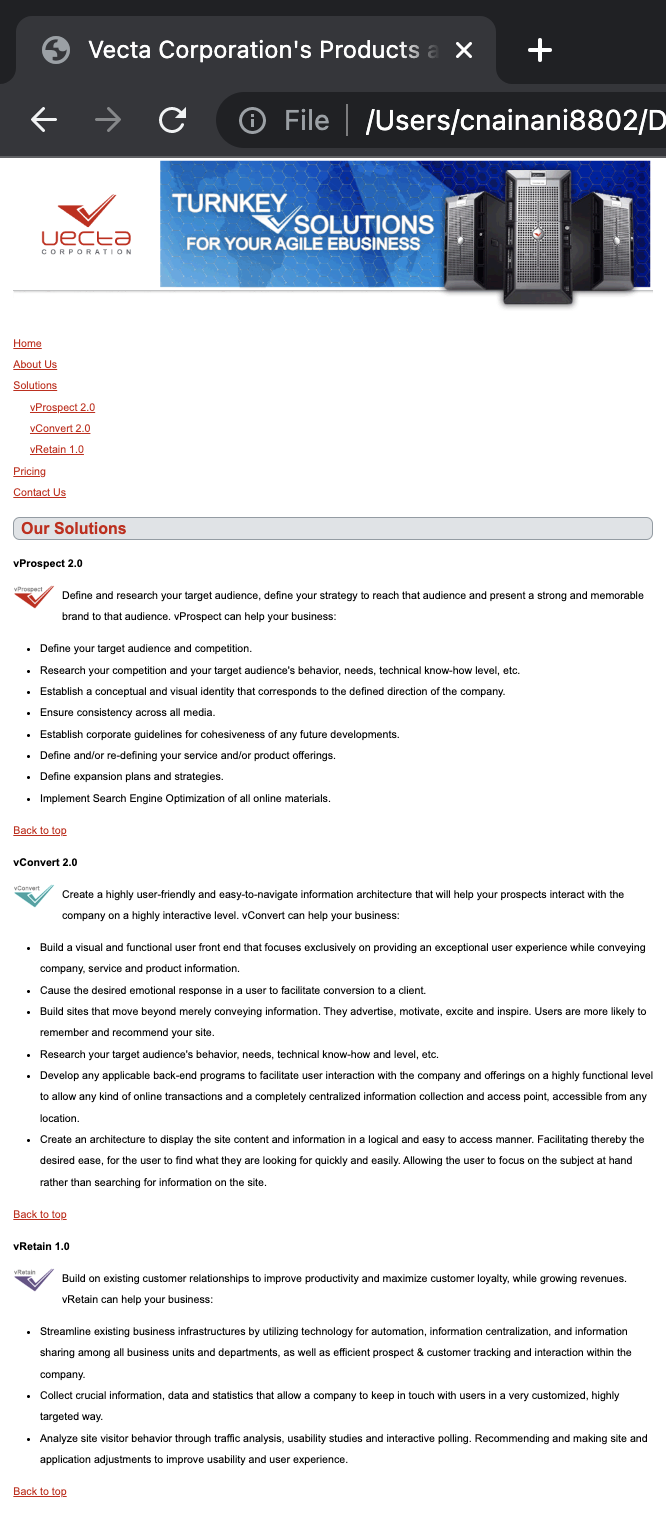 Vecta Corporation's Products a
File
/Users/cnainani8802/D
vecta
CORPORATION
TURNKEY
SOLUTIONS
FOR YOUR AGILE EBUSINESS
Home
About Us
Solutions
vProspect 2.0
vConvert 2.0
vRetain 1.0
Pricing
Contact Us
Our Solutions
vProspect 2.0
vProspect
Define and research your target audience, define your strategy to reach that audience and present a strong and memorable
brand to that audience. vProspect can help your business:
• Define your target audience and competition.
• Research your competition and your target audience's behavior, needs, technical know-how level, etc.
• Establish a conceptual and visual identity that corresponds to the defined direction of the company.
• Ensure consistency across all media.
• Establish corporate guidelines for cohesiveness of any future developments.
• Define and/or re-defining your service and/or product offerings.
• Define expansion plans and strategies.
• Implement Search Engine Optimization of all online materials.
Back to top
vConvert 2.0
vConvert
Create a highly user-friendly and easy-to-navigate information architecture that will help your prospects interact with the
company on a highly interactive level. vConvert can help your business:
• Build a visual and functional user front end that focuses exclusively on providing an exceptional user experience while conveying
company, service and product information.
• Cause the desired emotional response in a user to facilitate conversion to a client.
• Build sites that move beyond merely conveying information. They advertise, motivate, excite and inspire. Users are more likely to
remember and recommend your site.
• Research your target audience's behavior, needs, technical know-how and level, etc.
• Develop any applicable back-end programs to facilitate user interaction with the company and offerings on a highly functional level
to allow any kind of online transactions and a completely centralized information collection and access point, accessible from any
location.
• Create an architecture to display the site content and information in a logical and easy to access manner. Facilitating thereby the
desired ease, for the user to find what they are looking for quickly and easily. Allowing the user to focus on the subject at hand
rather than searching for information on the site.
Back to top
vRetain 1.0
vRetain
Build on existing customer relationships to improve productivity and maximize customer loyalty, while growing revenues.
vRetain can help your business:
• Streamline existing business infrastructures by utilizing technology for automation, information centralization, and information
sharing among all business units and departments, as well as efficient prospect & customer tracking and interaction within the
company.
• Collect crucial information, data and statistics that allow a company to keep in touch with users in a very customized, highly
targeted way.
• Analyze site visitor behavior through traffic analysis, usability studies and interactive polling. Recommending and making site and
application adjustments to improve usability and user experience.
Back to top